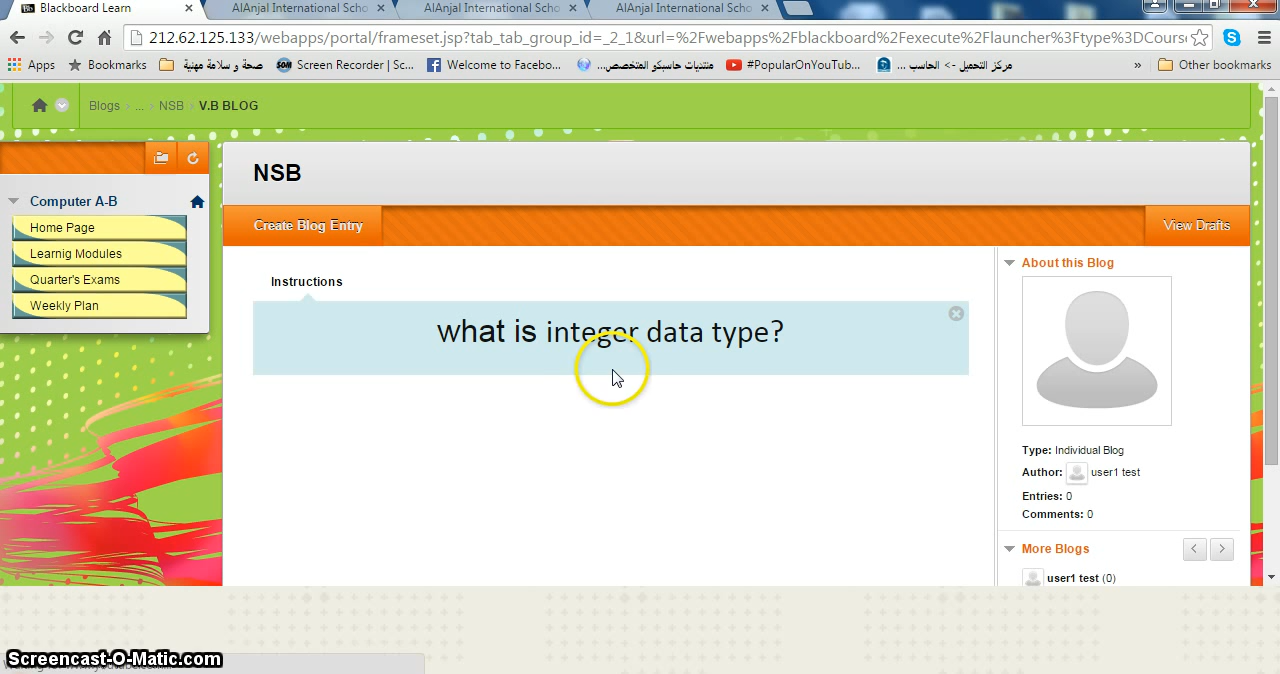 Blackboard Learn
AlAnjal International Scho
AlAnjal International Scho
AlAnjal International Scho
212.62.125.133/webapps/portal/frameset.jsp?tab_tab_group_id=_2_1&url=%2Fwebapps%2Fblackboard%2Fexecute%2Flauncher%3Ftype%3DCourse
Apps
Bookmarks
صحة و سلامة مهنية
Screen Recorder | Sc...
Welcome to Facebo...
منتديات حاسبكو المتخصص...
#PopularOnYouTub...
مركز التحميل -> الحاسب ...
»
Other bookmarks
Blogs › ... › NSB › V.B BLOG
Computer A-B
Home Page
Learnig Modules
Quarter's Exams
Weekly Plan
NSB
Create Blog Entry
View Drafts
Instructions
what is integer data type?
About this Blog
Type: Individual Blog
Author: user1 test
Entries: 0
Comments: 0
More Blogs
user1 test (0)
Screencast-O-Matic.com